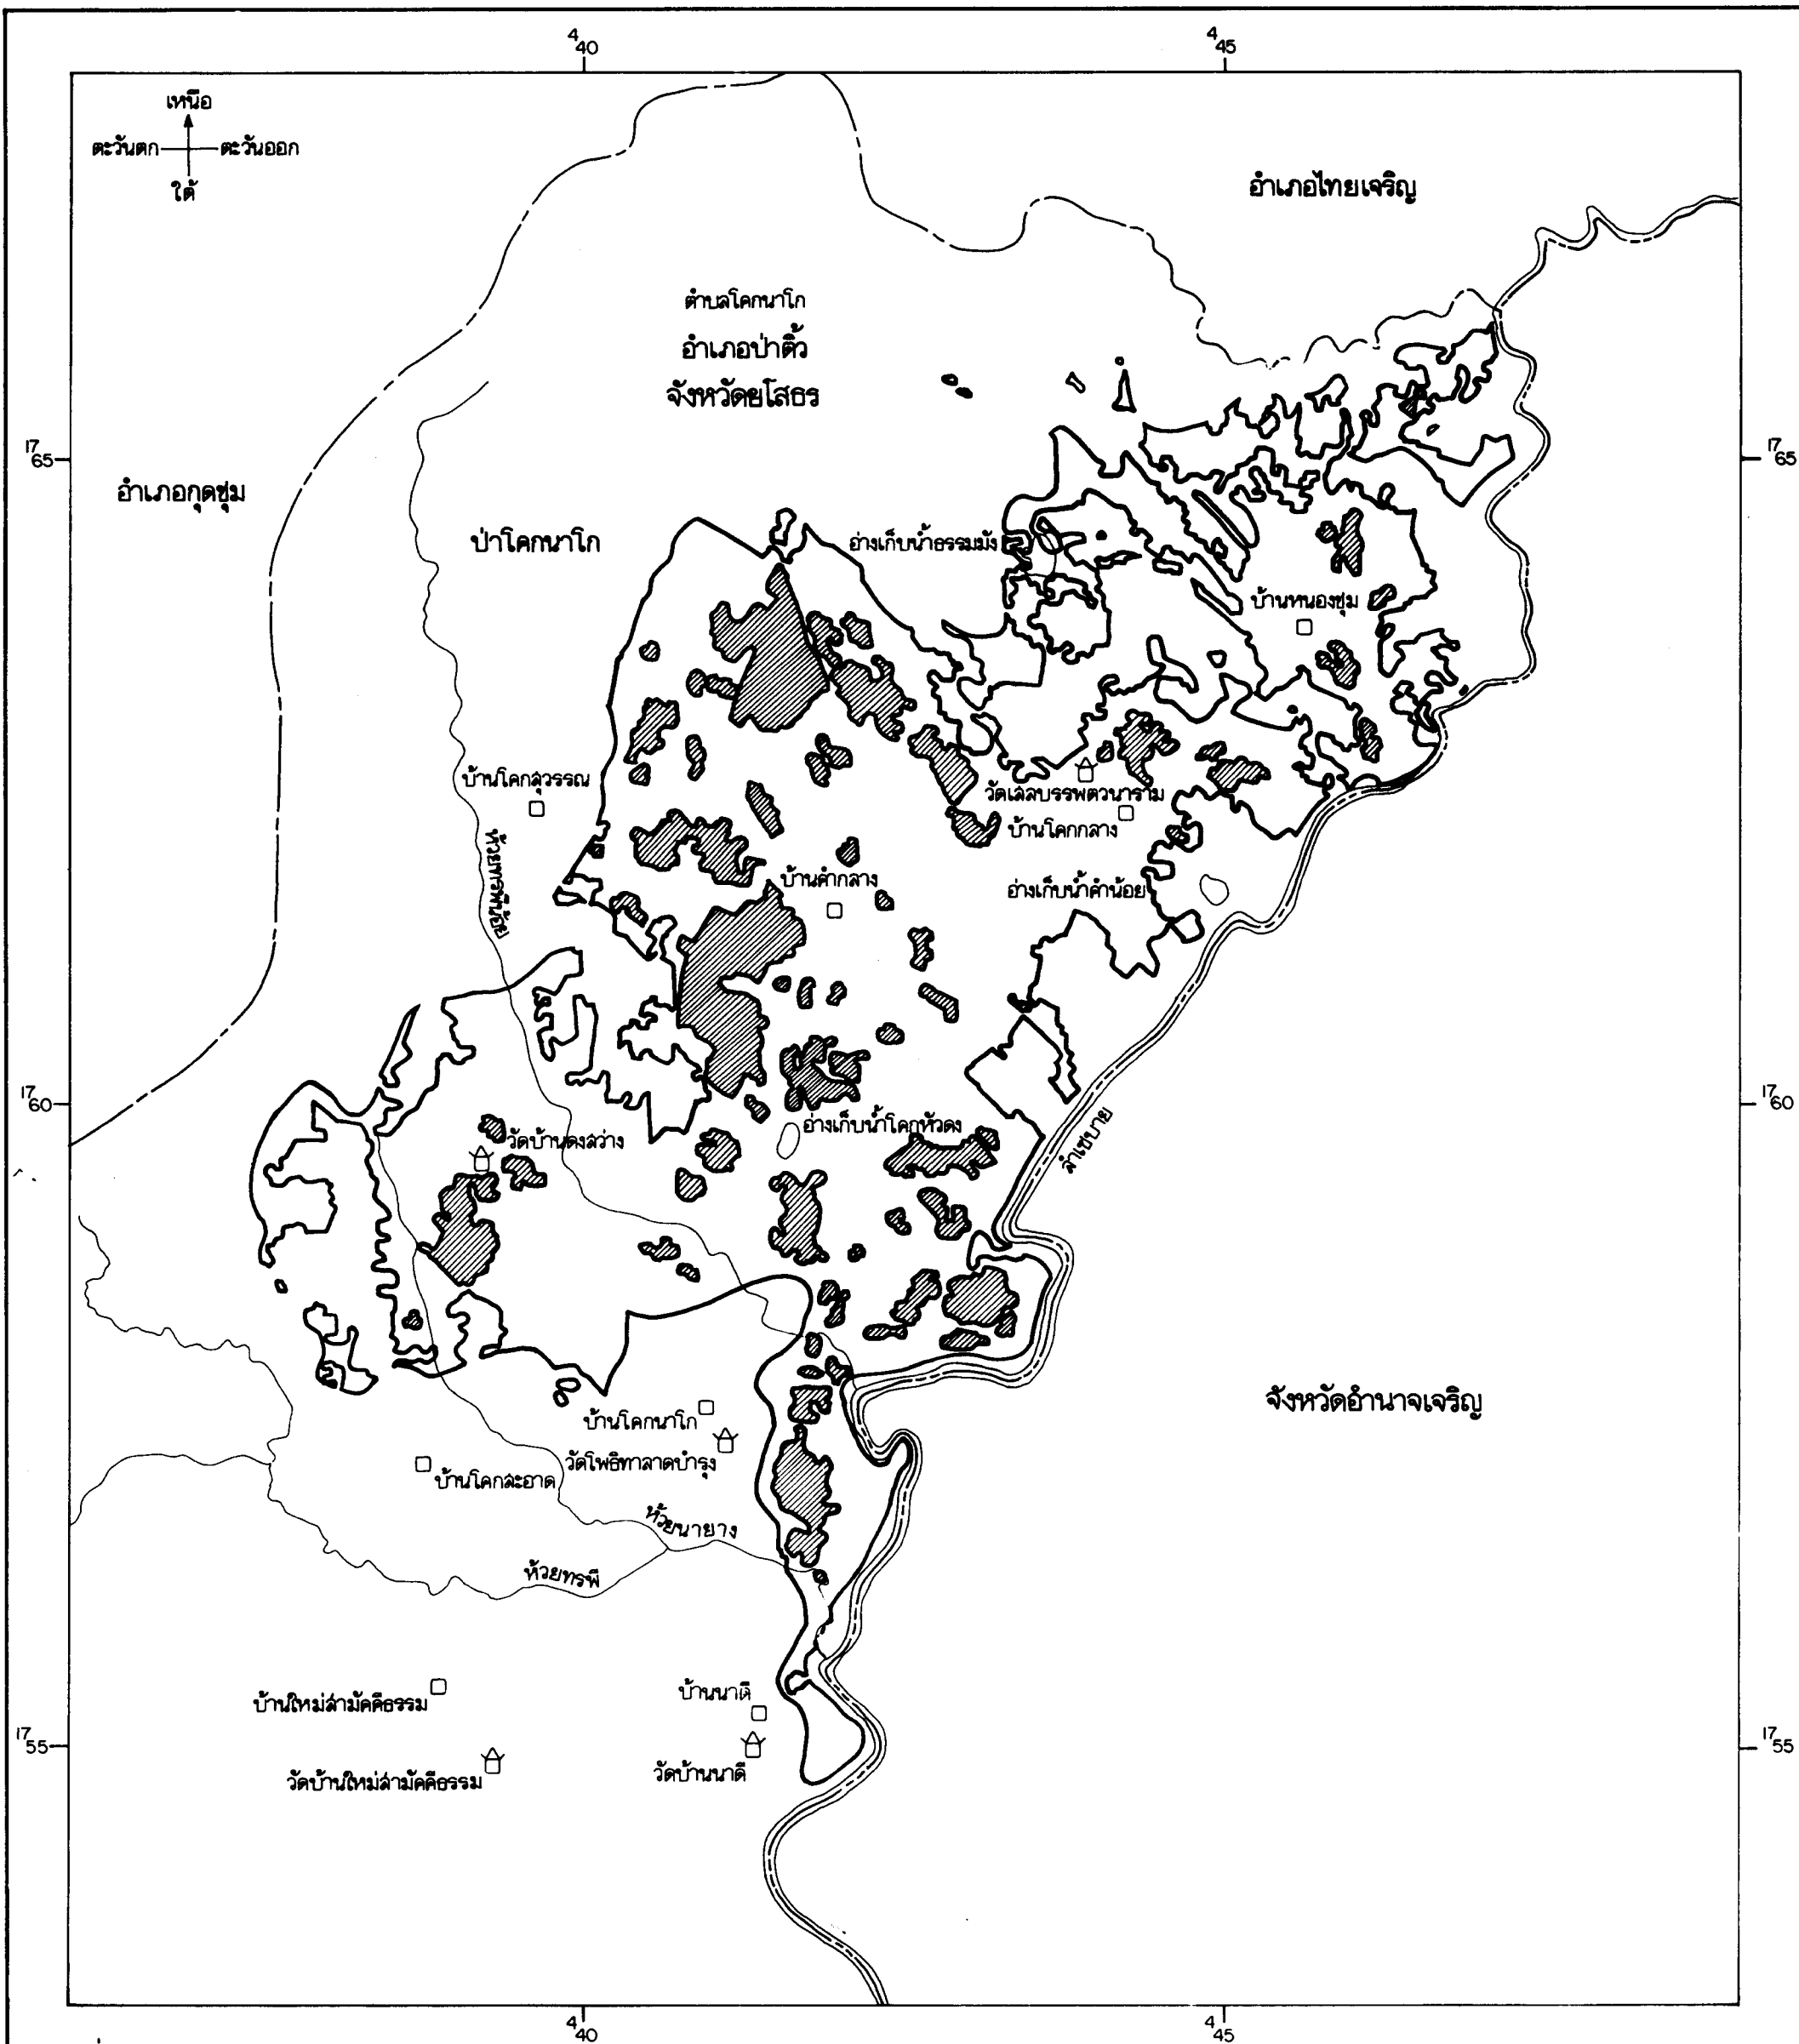 4 40
4 45
เหนือ
ตะวันตก ตะวันออก
ใต้
อำเภอไทยเจริญ
ตำบลโคกนาโก
อำเภอป่าติ้ว
จังหวัดยโสธร
17 65
17 65
อำเภอกุดชุม
ป่าโคกนาโก
อ่างเก็บน้ำธรรมมัง
บ้านหนองชุม
บ้านโคกสุวรรณ
วัดเลลบรรพตวนาราม
บ้านโคกกลาง
ห้วยทรพีน้อย
บ้านคำกลาง
อ่างเก็บน้ำคำน้อย
17 60
17 60
อ่างเก็บน้ำโคกหัวดง
วัดบ้านดงสว่าง
ลำเซบาย
จังหวัดอำนาจเจริญ
บ้านโคกนาโก
วัดโพธิทาลาดบำรุง
บ้านโคกสะอาด
ห้วยนายาง
ห้วยทรพี
บ้านใหม่สามัคคีธรรม
บ้านนาดี
17 55
17 55
วัดบ้านใหม่สามัคคีธรรม
วัดบ้านนาดี
4 40
4 45